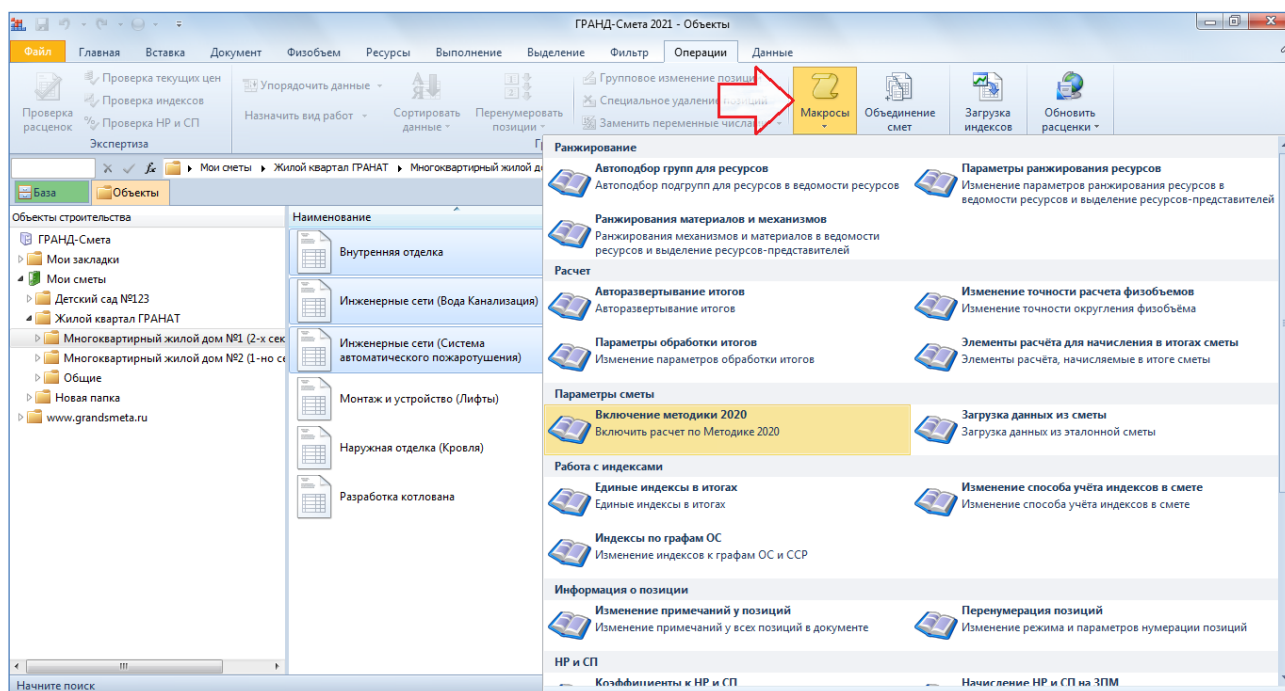 ГРАНД-Смета 2021 - Объекты
Файл Главная Вставка Документ Физобъем Ресурсы Выполнение Выделение Фильтр Операции Данные
Проверка расценок
Проверка текущих цен
Проверка индексов
Проверка НР и СП
Экспертиза
Упорядочить данные
Назначить вид работ
Сортировать данные
Перенумеровать позиции
Групповое изменение позиций
Специальное удаление позиций
Заменить переменные числами
Макросы
Объединение смет
Загрузка индексов
Обновить расценки
fx Мои сметы Жилой квартал ГРАНАТ Многоквартирный жилой
База Объекты
Объекты строительства
ГРАНД-Смета
Мои закладки
Мои сметы
Детский сад №123
Жилой квартал ГРАНАТ
Многоквартирный жилой дом №1 (2-х сек
Многоквартирный жилой дом №2 (1-но се
Общие
Новая папка
www.grandsmeta.ru
Наименование
Внутренняя отделка
Инженерные сети (Вода Канализация)
Инженерные сети (Система
автоматического пожаротушения)
Монтаж и устройство (Лифты)
Наружная отделка (Кровля)
Разработка котлована
Ранжирование
Автоподбор групп для ресурсов
Автоподбор подгрупп для ресурсов в ведомости ресурсов
Параметры ранжирования ресурсов
Изменение параметров ранжирования ресурсов в
ведомости ресурсов и выделение ресурсов-представителей
Ранжирования материалов и механизмов
Ранжирования механизмов и материалов в ведомости
ресурсов и выделение ресурсов-представителей
Расчет
Авторазвертывание итогов
Авторазвертывание итогов
Изменение точности расчета физобъемов
Изменение точности округления физобъёма
Параметры обработки итогов
Изменение параметров обработки итогов
Элементы расчёта для начисления в итогах сметы
Элементы расчёта, начисляемые в итоге сметы
Параметры сметы
Включение методики 2020
Включить расчет по Методике 2020
Загрузка данных из сметы
Загрузка данных из эталонной сметы
Работа с индексами
Единые индексы в итогах
Единые индексы в итогах
Изменение способа учёта индексов в смете
Изменение способа учёта индексов в смете
Индексы по графам ОС
Изменение индексов к графам ОС и ССР
Информация о позиции
Изменение примечаний у позиций
Изменение примечаний у всех позиций в документе
Перенумерация позиций
Изменение режима и параметров нумерации позиций
НР и СП
Коэффициенты к НР и СП
Начисление НР и СП на ЗПМ
Начните поиск